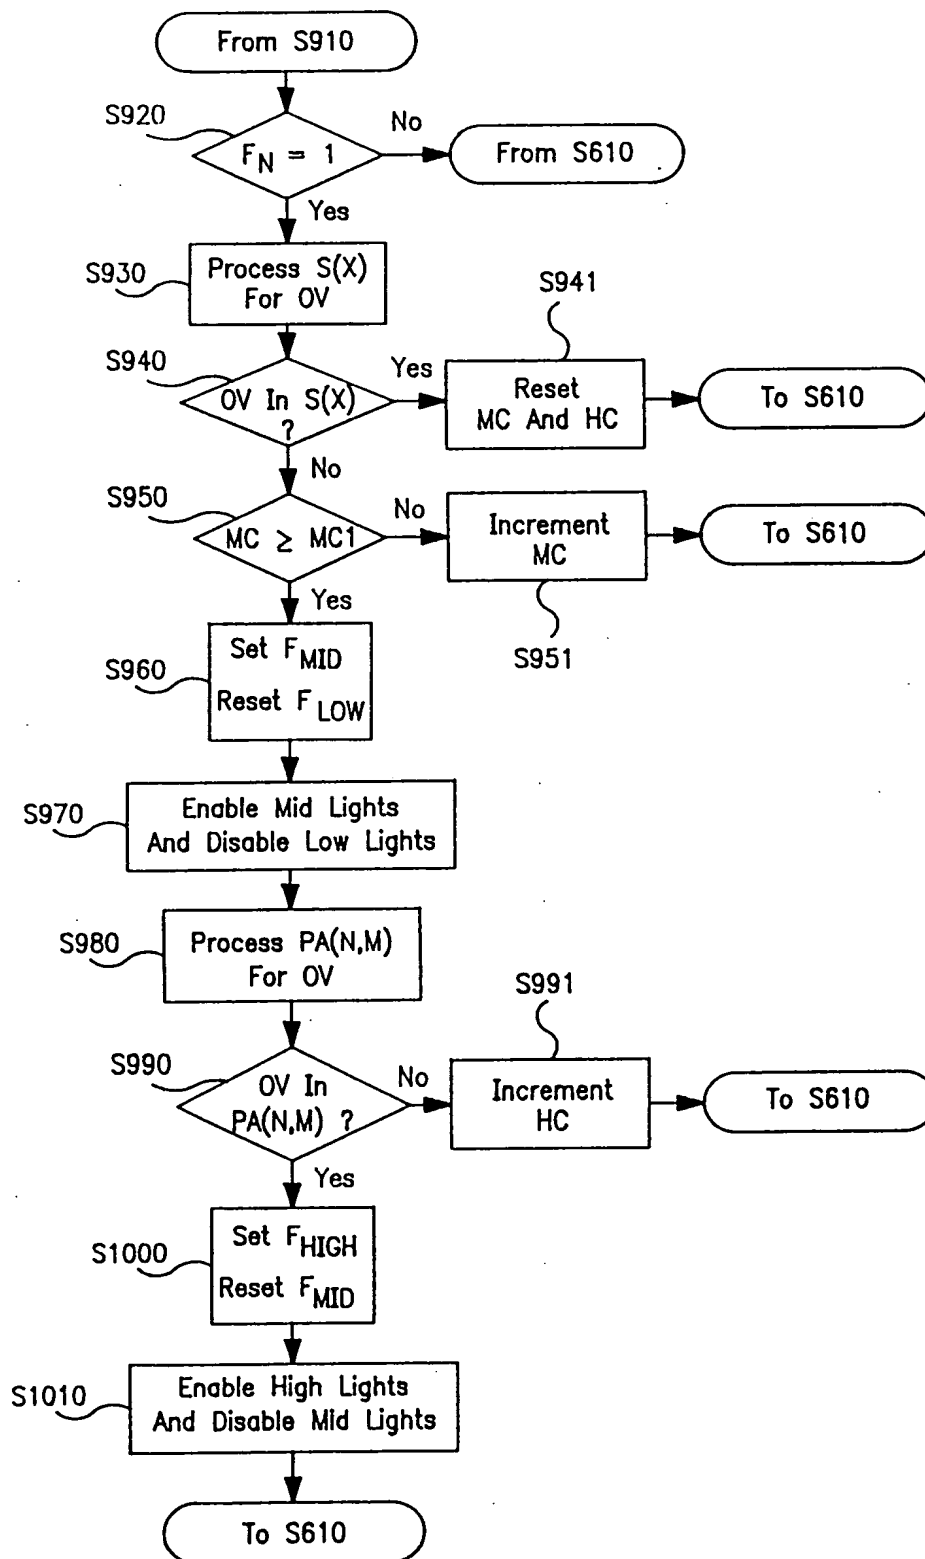 From S910
S920
F_N = 1
No
From S610
Yes
S930
Process S(X)
For OV
S941
S940
OV In S(X)
?
Yes
Reset
MC And HC
To S610
No
S950
MC ≥ MC1
No
Increment
MC
To S610
Yes
S951
S960
Set F_MID
Reset F_LOW
S970
Enable Mid Lights
And Disable Low Lights
S980
Process PA(N,M)
For OV
S991
S990
OV In
PA(N,M) ?
No
Increment
HC
To S610
Yes
S1000
Set F_HIGH
Reset F_MID
S1010
Enable High Lights
And Disable Mid Lights
To S610